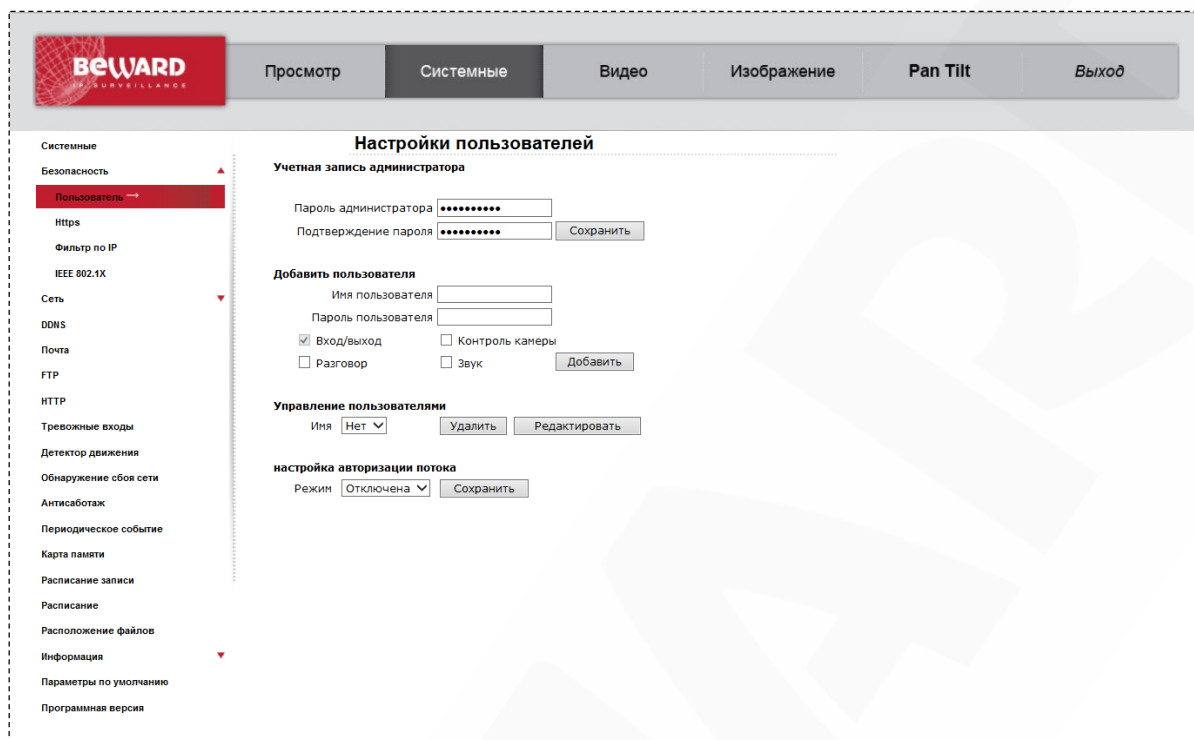 BEWARD
IP SURVEILLANCE
Просмотр
Системные
Видео
Изображение
Pan Tilt
Выход
Системные
Безопасность
Пользователь →
Https
Фильтр по IP
IEEE 802.1X
Сеть
DDNS
Почта
FTP
HTTP
Тревожные входы
Детектор движения
Обнаружение сбоя сети
Антисаботаж
Периодическое событие
Карта памяти
Расписание записи
Расписание
Расположение файлов
Информация
Параметры по умолчанию
Программная версия
Настройки пользователей
Учетная запись администратора
Пароль администратора ••••••••••
Подтверждение пароля •••••••••• Сохранить
Добавить пользователя
Имя пользователя
Пароль пользователя
Вход/выход Контроль камеры
Разговор Звук Добавить
Управление пользователями
Имя Нет Удалить Редактировать
настройка авторизации потока
Режим Отключена Сохранить